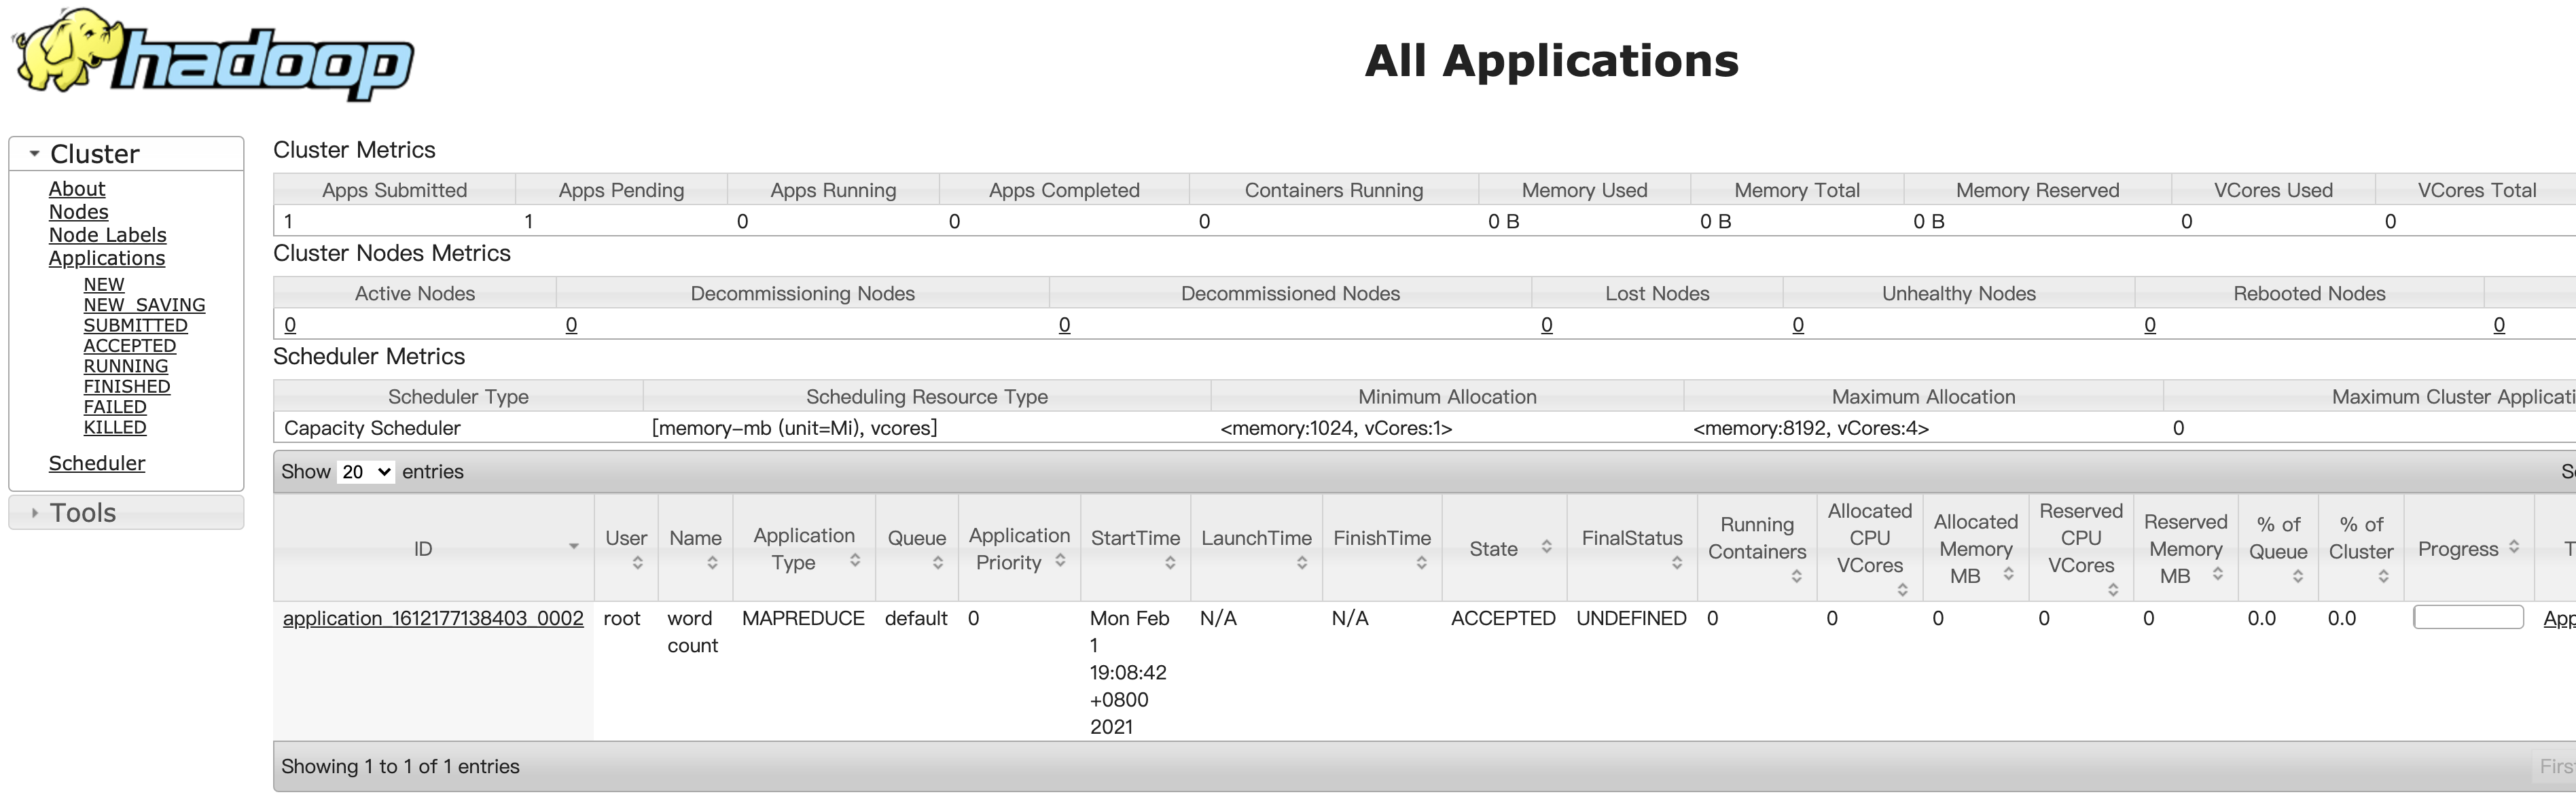 hadoop
All Applications
Cluster
About
Nodes
Node Labels
Applications
NEW
NEW_SAVING
SUBMITTED
ACCEPTED
RUNNING
FINISHED
FAILED
KILLED
Scheduler
Tools
Cluster Metrics
Apps Submitted Apps Pending Apps Running Apps Completed Containers Running Memory Used Memory Total Memory Reserved VCores Used VCores Total
1 1 0 0 0 0 B 0 B 0 B 0 0
Cluster Nodes Metrics
Active Nodes Decommissioning Nodes Decommissioned Nodes Lost Nodes Unhealthy Nodes Rebooted Nodes
0 0 0 0 0 0 0
Scheduler Metrics
Scheduler Type Scheduling Resource Type Minimum Allocation Maximum Allocation Maximum Cluster Applicati
Capacity Scheduler [memory-mb (unit=Mi), vcores] <memory:1024, vCores:1> <memory:8192, vCores:4> 0
Show 20 entries
ID User Name Application Type Queue Application Priority StartTime LaunchTime FinishTime State FinalStatus Running Containers Allocated CPU VCores Allocated Memory MB Reserved CPU VCores Reserved Memory MB % of Queue % of Cluster Progress
application_1612177138403_0002 root word count MAPREDUCE default 0 Mon Feb 1 19:08:42 +0800 2021 N/A N/A ACCEPTED UNDEFINED 0 0 0 0 0 0.0 0.0 App
Showing 1 to 1 of 1 entries
Firs